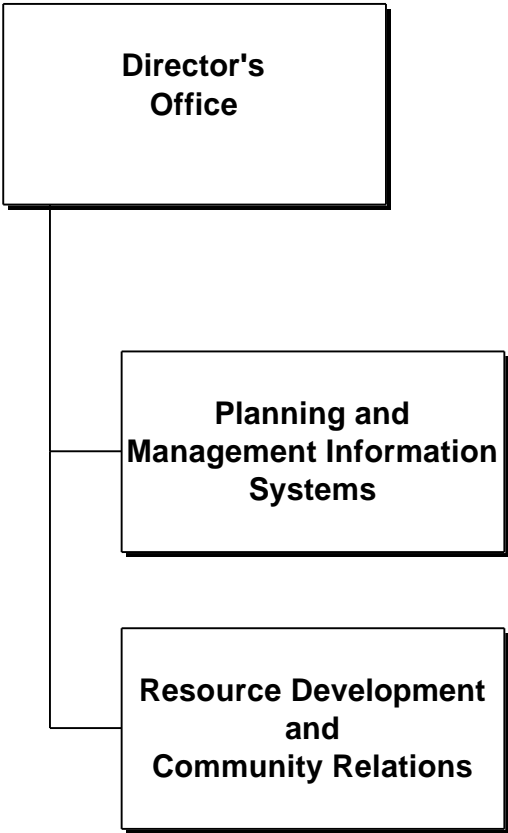 Director's
Office
Planning and
Management Information
Systems
Resource Development
and
Community Relations